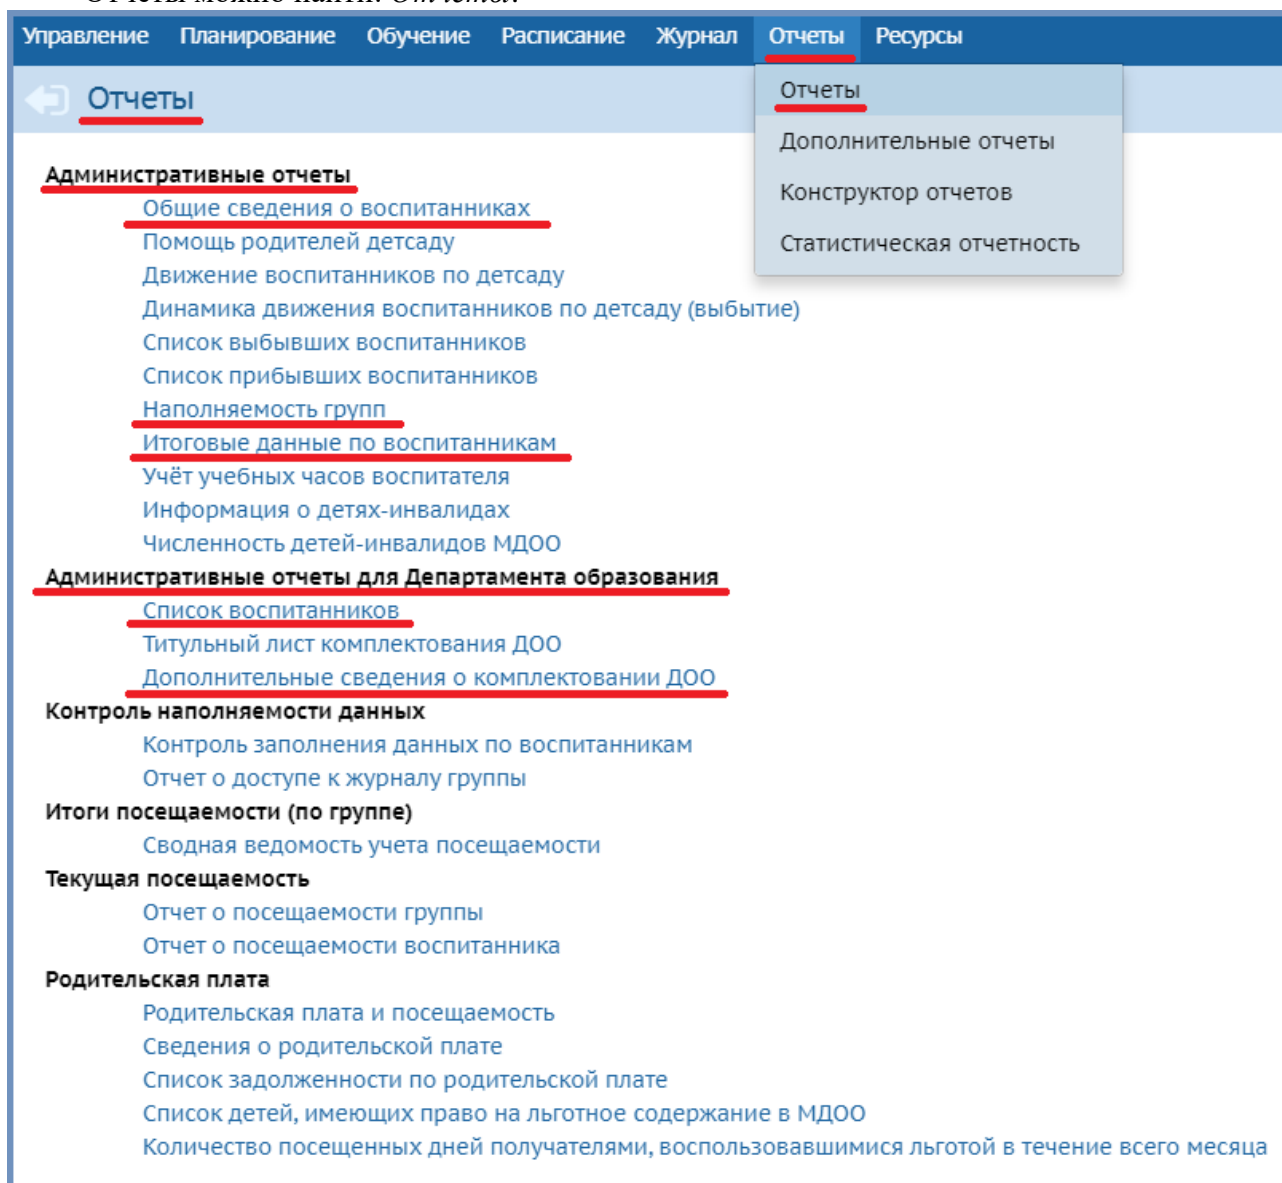 Отчеты можно найти: Отчеты.
Управление Планирование Обучение Расписание Журнал Отчеты Ресурсы
Отчеты
Отчеты
Дополнительные отчеты
Конструктор отчетов
Статистическая отчетность
Административные отчеты
Общие сведения о воспитанниках
Помощь родителей детсаду
Движение воспитанников по детсаду
Динамика движения воспитанников по детсаду (выбытие)
Список выбывших воспитанников
Список прибывших воспитанников
Наполняемость групп
Итоговые данные по воспитанникам
Учёт учебных часов воспитателя
Информация о детях-инвалидах
Численность детей-инвалидов МДОО
Административные отчеты для Департамента образования
Список воспитанников
Титульный лист комплектования ДОО
Дополнительные сведения о комплектовании ДОО
Контроль наполняемости данных
Контроль заполнения данных по воспитанникам
Отчет о доступе к журналу группы
Итоги посещаемости (по группе)
Сводная ведомость учета посещаемости
Текущая посещаемость
Отчет о посещаемости группы
Отчет о посещаемости воспитанника
Родительская плата
Родительская плата и посещаемость
Сведения о родительской плате
Список задолженности по родительской плате
Список детей, имеющих право на льготное содержание в МДОО
Количество посещенных дней получателями, воспользовавшимися льготой в течение всего месяца